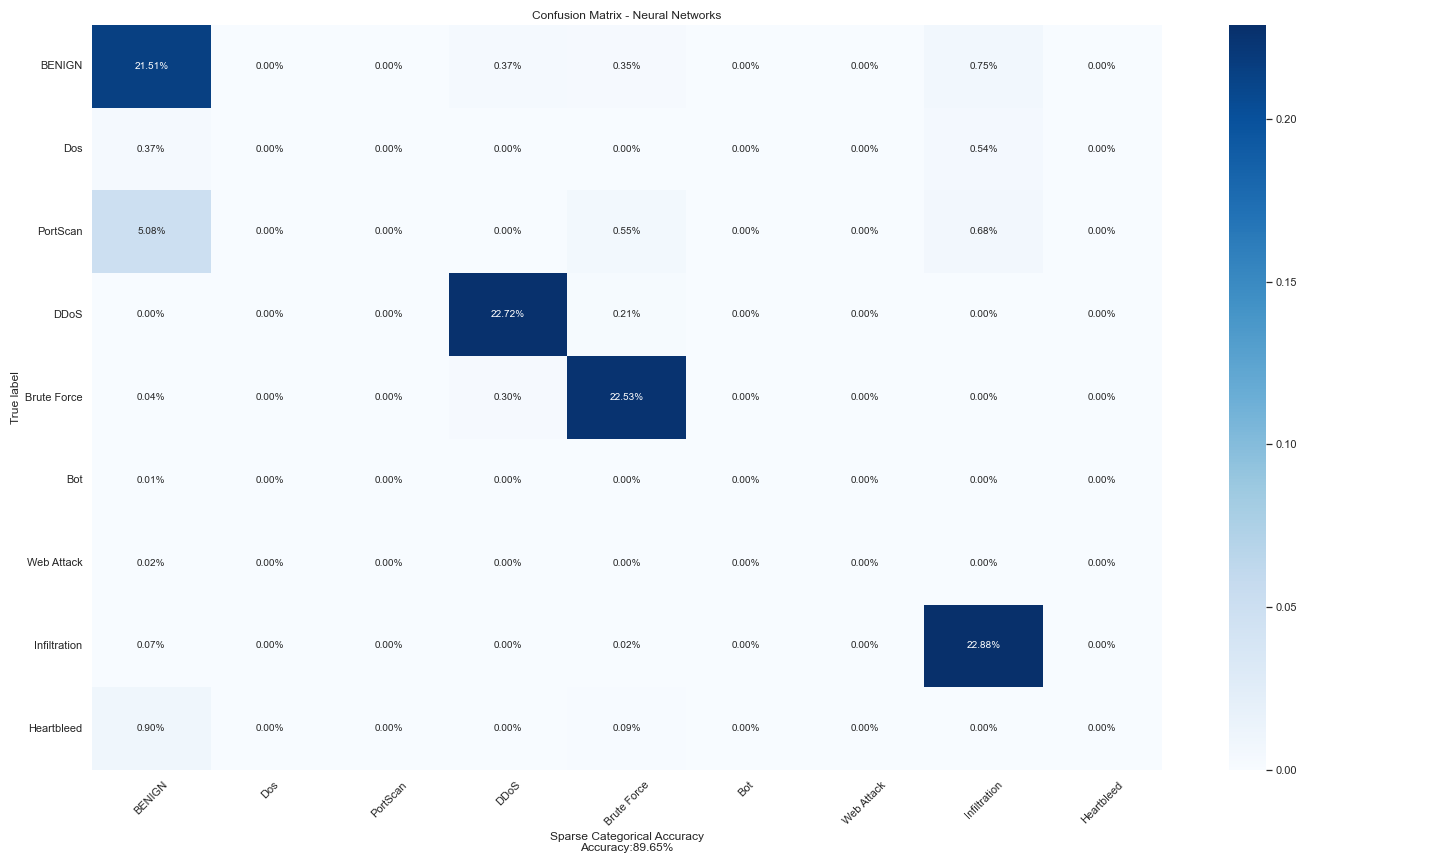 Confusion Matrix - Neural Networks
BENIGN 21.51% 0.00% 0.00% 0.37% 0.35% 0.00% 0.00% 0.75% 0.00%
Dos 0.37% 0.00% 0.00% 0.00% 0.00% 0.00% 0.00% 0.54% 0.00%
PortScan 5.08% 0.00% 0.00% 0.00% 0.55% 0.00% 0.00% 0.68% 0.00%
DDoS 0.00% 0.00% 0.00% 22.72% 0.21% 0.00% 0.00% 0.00% 0.00%
Brute Force 0.04% 0.00% 0.00% 0.30% 22.53% 0.00% 0.00% 0.00% 0.00%
Bot 0.01% 0.00% 0.00% 0.00% 0.00% 0.00% 0.00% 0.00% 0.00%
Web Attack 0.02% 0.00% 0.00% 0.00% 0.00% 0.00% 0.00% 0.00% 0.00%
Infiltration 0.07% 0.00% 0.00% 0.00% 0.02% 0.00% 0.00% 22.88% 0.00%
Heartbleed 0.90% 0.00% 0.00% 0.00% 0.09% 0.00% 0.00% 0.00% 0.00%
True label
BENIGN Dos PortScan DDoS Brute Force Bot Web Attack Infiltration Heartbleed
Sparse Categorical Accuracy
Accuracy:89.65%
0.20
0.15
0.10
0.05
0.00